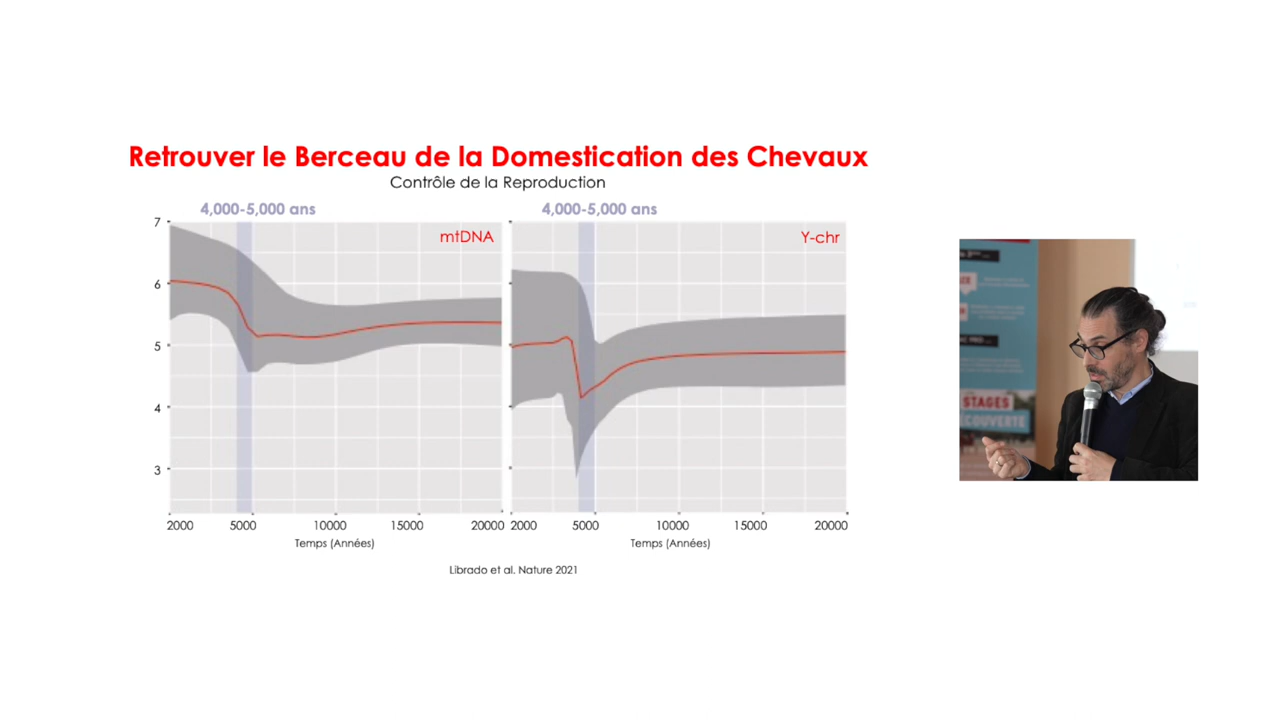 Retrouver le Berceau de la Domestication des Chevaux
Contrôle de la Reproduction
4,000-5,000 ans
4,000-5,000 ans
mtDNA
Y-chr
7
6
5
4
3
2000 5000 10000 15000 20000
2000 5000 10000 15000 20000
Temps (Années)
Temps (Années)
Librado et al. Nature 2021
STAGES